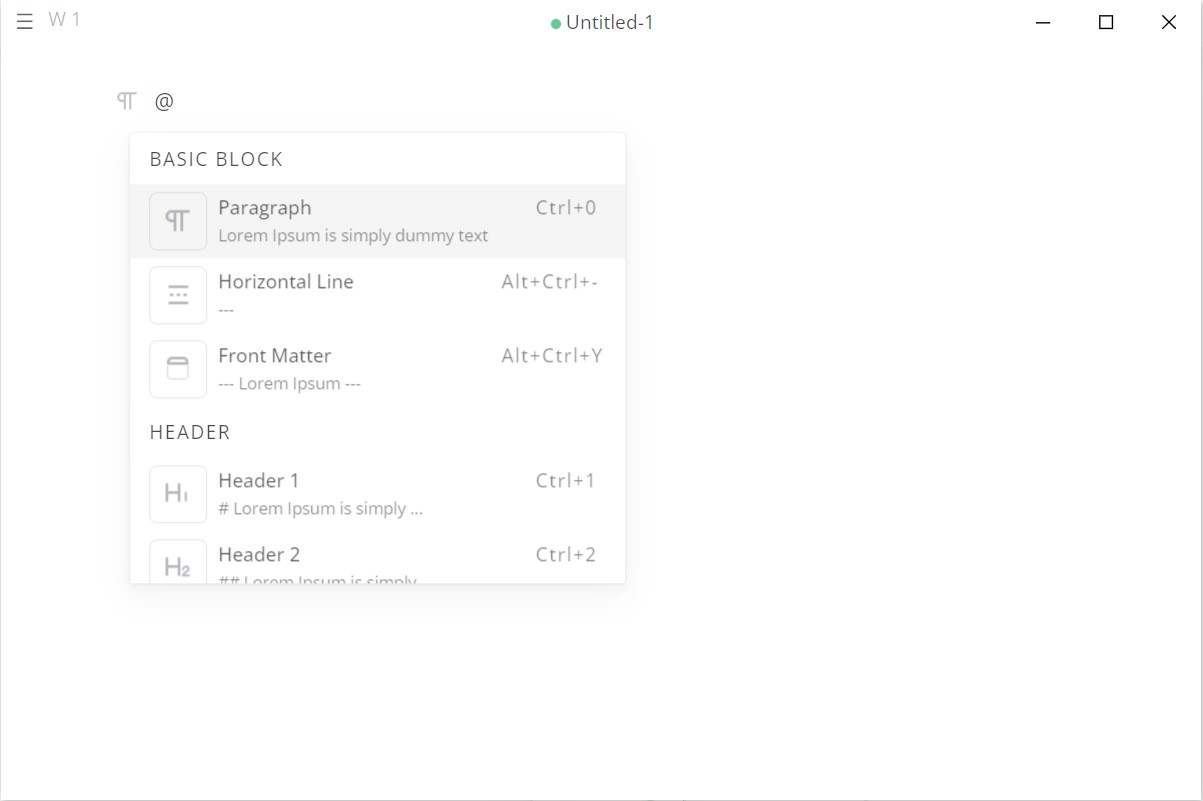 W 1
Untitled-1
@
BASIC BLOCK
Paragraph Ctrl+0
Lorem Ipsum is simply dummy text
Horizontal Line Alt+Ctrl+-
---
Front Matter Alt+Ctrl+Y
--- Lorem Ipsum ---
HEADER
H1 Header 1 Ctrl+1
# Lorem Ipsum is simply ...
H2 Header 2 Ctrl+2
## Lorem Ipsum is simply